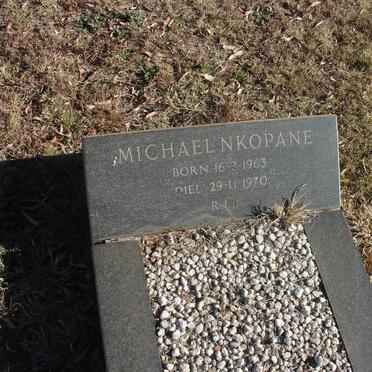 MICHAEL NKOPANE
BORN 16-2-1963
DIED 29-11-1970
R.I.P